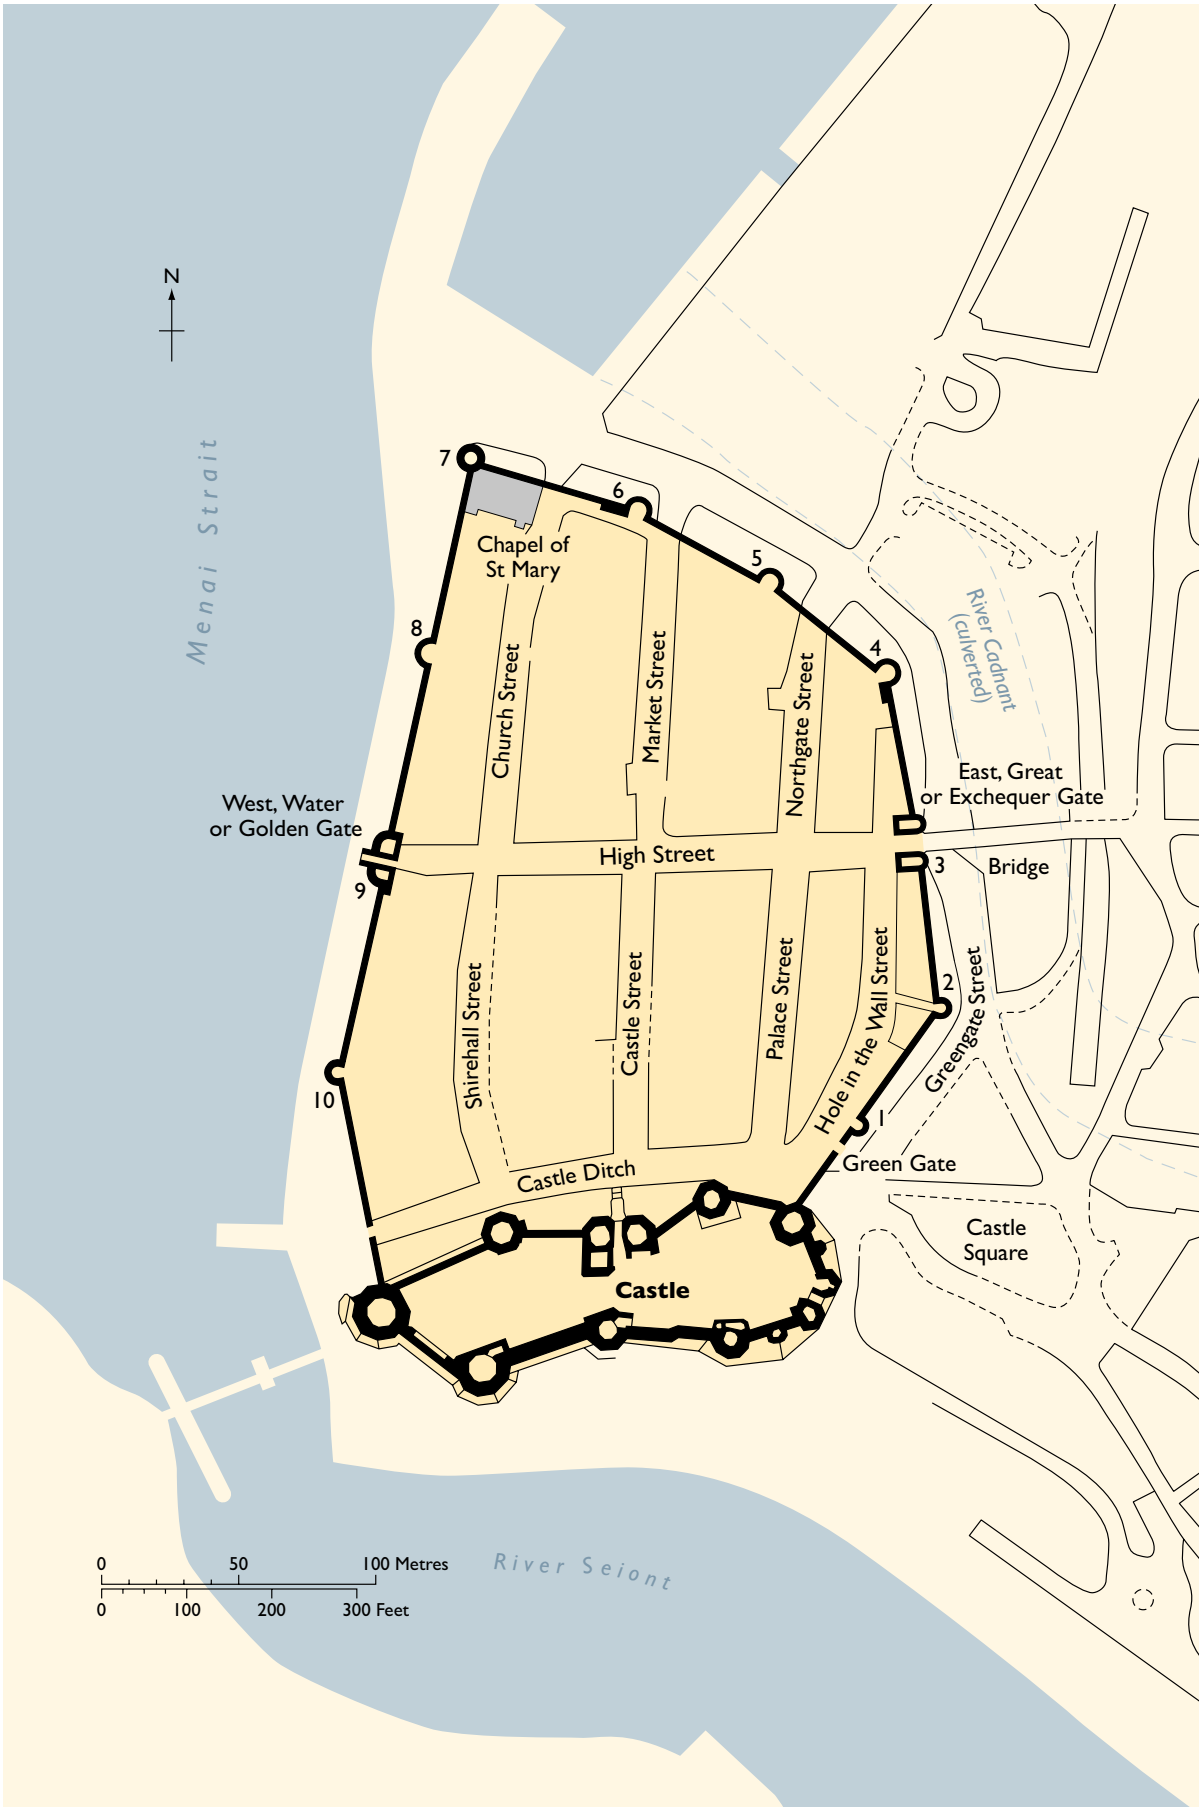 N
Menai Strait
7
6
Chapel of
St Mary
5
8
4
River Cadnant
(culverted)
Church Street
Market Street
Northgate Street
East, Great
or Exchequer Gate
West, Water
or Golden Gate
High Street
9
3
Bridge
2
Shirehall Street
Castle Street
Palace Street
Hole in the Wall Street
Greengate Street
10
1
Green Gate
Castle Ditch
Castle
Square
Castle
0 50 100 Metres
0 100 200 300 Feet
River Seiont